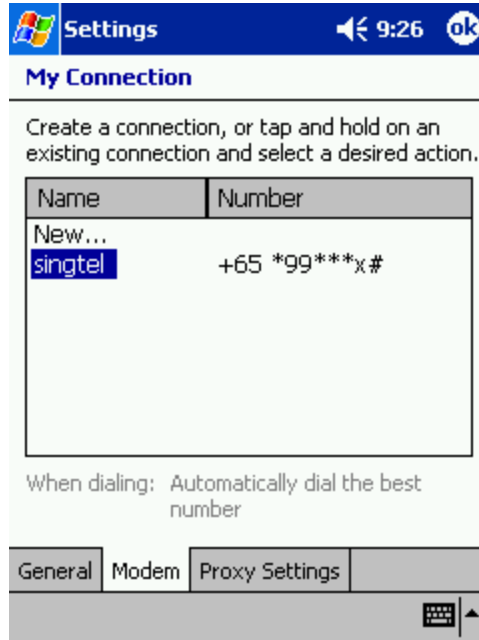 Settings 9:26 ok
My Connection
Create a connection, or tap and hold on an
existing connection and select a desired action.
Name Number
New...
singtel +65 *99***x#
When dialing: Automatically dial the best
number
General Modem Proxy Settings